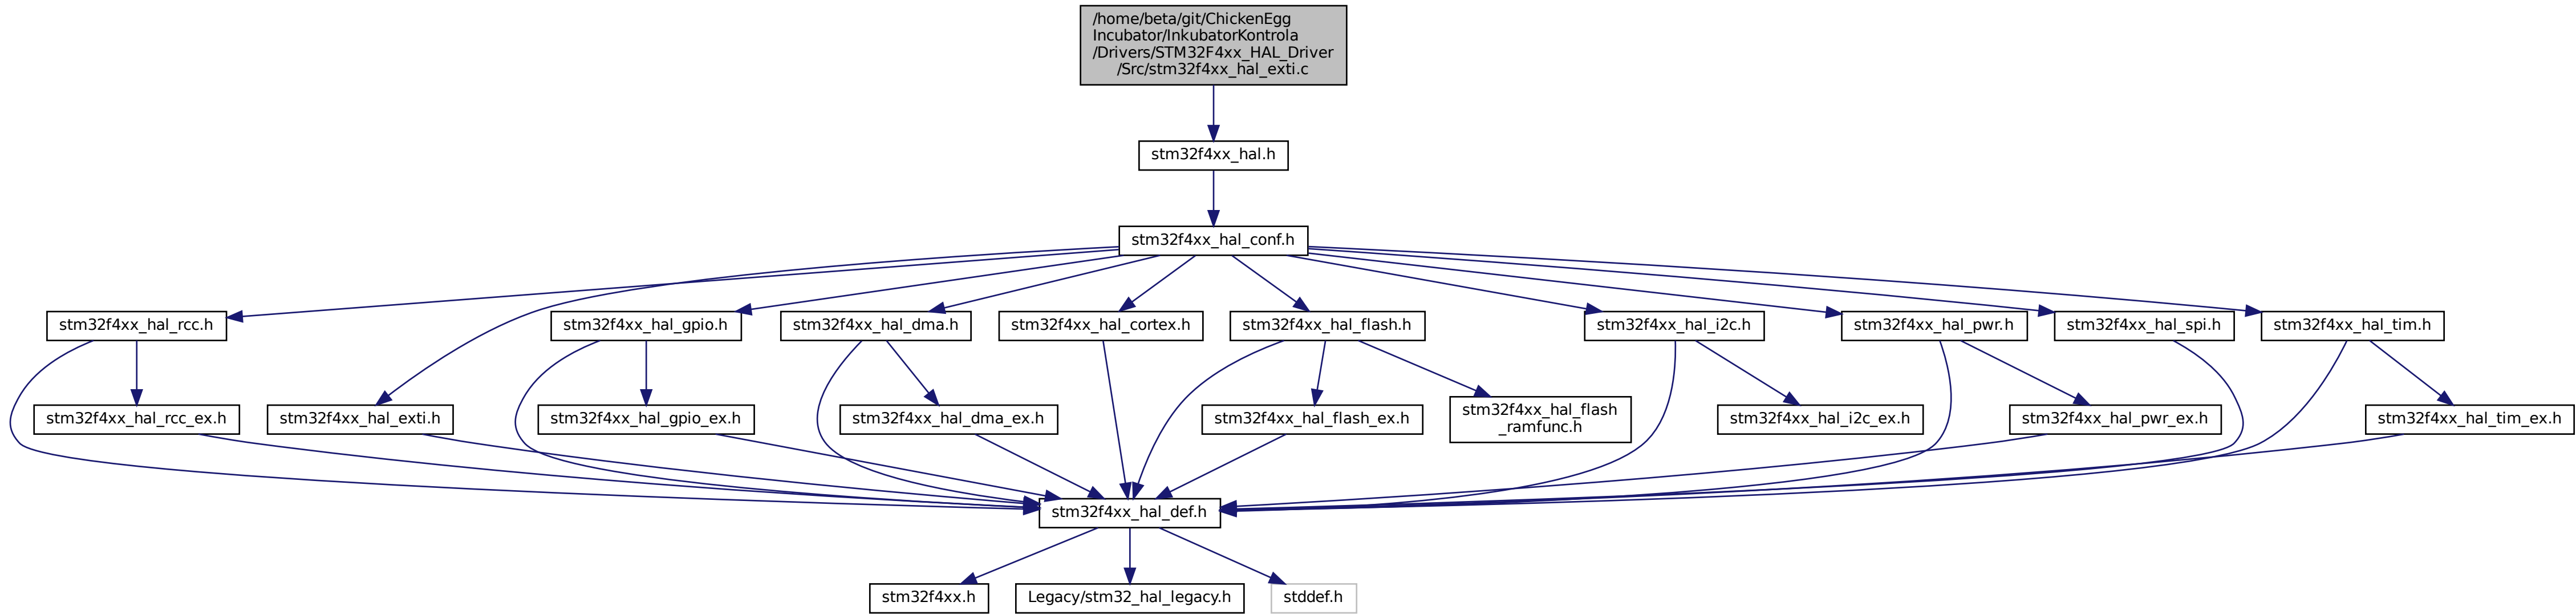 /home/beta/git/ChickenEgg
Incubator/InkubatorKontrola
/Drivers/STM32F4xx_HAL_Driver
/Src/stm32f4xx_hal_exti.c
stm32f4xx_hal.h
stm32f4xx_hal_conf.h
stm32f4xx_hal_rcc.h
stm32f4xx_hal_gpio.h
stm32f4xx_hal_dma.h
stm32f4xx_hal_cortex.h
stm32f4xx_hal_flash.h
stm32f4xx_hal_i2c.h
stm32f4xx_hal_pwr.h
stm32f4xx_hal_spi.h
stm32f4xx_hal_tim.h
stm32f4xx_hal_rcc_ex.h
stm32f4xx_hal_exti.h
stm32f4xx_hal_gpio_ex.h
stm32f4xx_hal_dma_ex.h
stm32f4xx_hal_flash_ex.h
stm32f4xx_hal_flash
_ramfunc.h
stm32f4xx_hal_i2c_ex.h
stm32f4xx_hal_pwr_ex.h
stm32f4xx_hal_tim_ex.h
stm32f4xx_hal_def.h
stm32f4xx.h
Legacy/stm32_hal_legacy.h
stddef.h